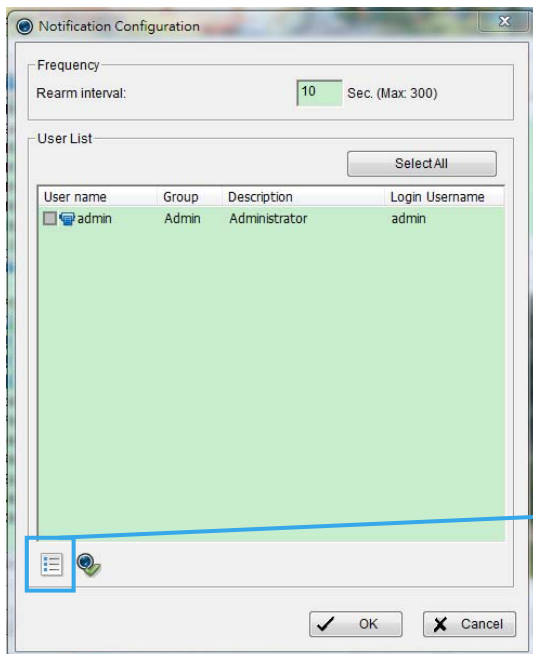 Notification Configuration
Frequency
Rearm interval: 10 Sec. (Max: 300)
User List
Select All
User name Group Description Login Username
admin Admin Administrator admin
OK Cancel